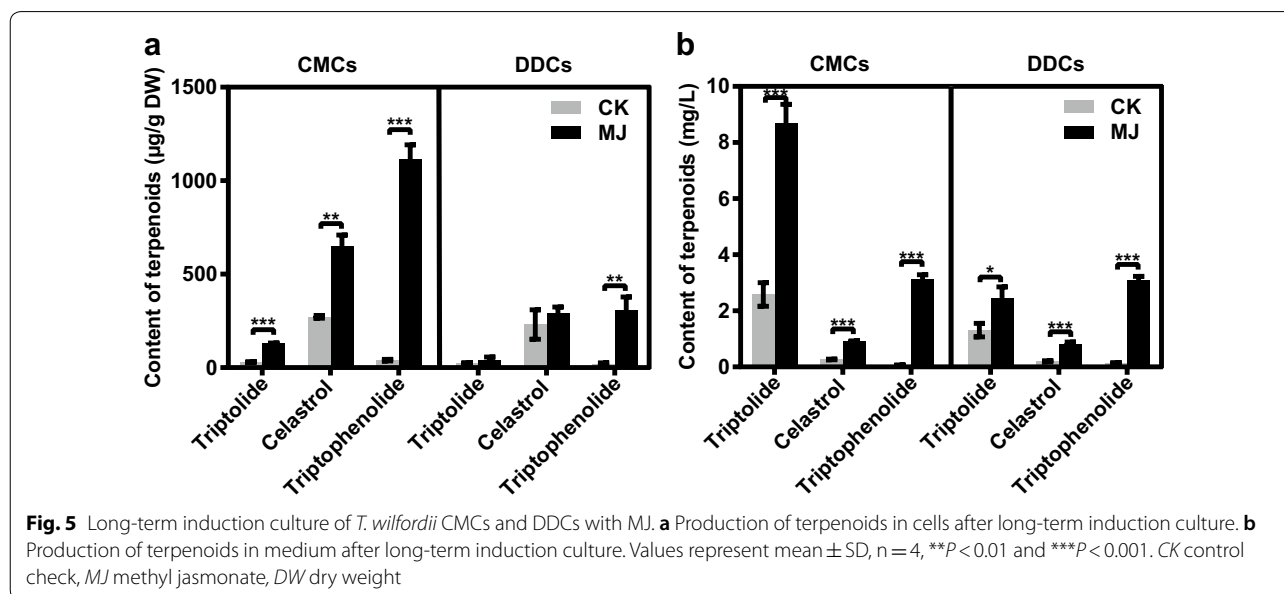 a
CMCs DDCs
Content of terpenoids (µg/g DW)
1500
1000
500
0
CK
MJ
***
**
***
**
Triptolide
Celastrol
Triptophenolide
Triptolide
Celastrol
Triptophenolide
b
CMCs DDCs
Content of terpenoids (mg/L)
10
8
6
4
2
0
CK
MJ
***
***
***
*
***
***
Triptolide
Celastrol
Triptophenolide
Triptolide
Celastrol
Triptophenolide
Fig. 5 Long-term induction culture of T. wilfordii CMCs and DDCs with MJ. a Production of terpenoids in cells after long-term induction culture. b
Production of terpenoids in medium after long-term induction culture. Values represent mean ± SD, n = 4, **P < 0.01 and ***P < 0.001. CK control
check, MJ methyl jasmonate, DW dry weight